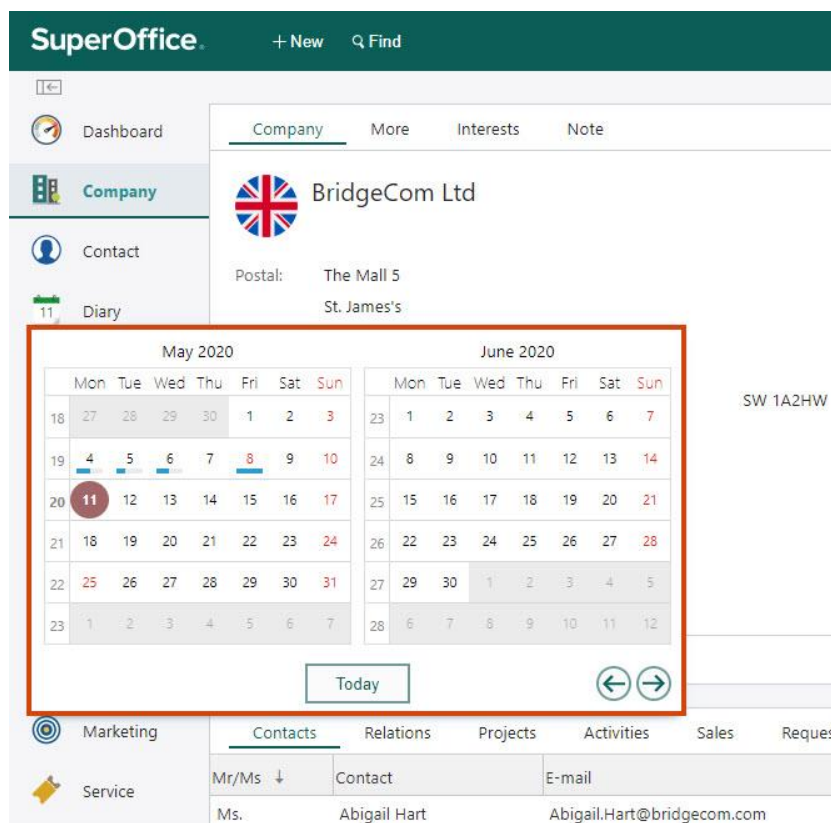 SuperOffice.
+ New
Find
Dashboard
Company
Contact
11 Diary
Company More Interests Note
BridgeCom Ltd
Postal: The Mall 5
St. James's
SW 1A2HW
May 2020
Mon Tue Wed Thu Fri Sat Sun
18 27 28 29 30 1 2 3
19 4 5 6 7 8 9 10
20 11 12 13 14 15 16 17
21 18 19 20 21 22 23 24
22 25 26 27 28 29 30 31
23 1 2 3 4 5 6 7
June 2020
Mon Tue Wed Thu Fri Sat Sun
23 1 2 3 4 5 6 7
24 8 9 10 11 12 13 14
25 15 16 17 18 19 20 21
26 22 23 24 25 26 27 28
27 29 30 1 2 3 4 5
28 6 7 8 9 10 11 12
Today
Marketing
Service
Contacts Relations Projects Activities Sales Reques
Mr/Ms ↓ Contact E-mail
Ms. Abigail Hart Abigail.Hart@bridgecom.com